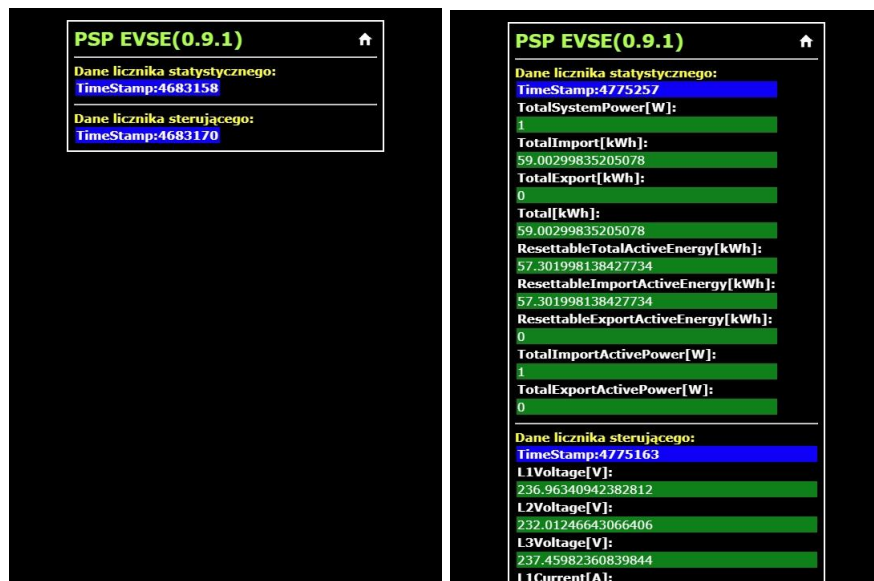 PSP EVSE(0.9.1)
Dane licznika statystycznego:
TimeStamp:4683158
Dane licznika sterującego:
TimeStamp:4683170
PSP EVSE(0.9.1)
Dane licznika statystycznego:
TimeStamp:4775257
TotalSystemPower[W]:
1
TotalImport[kWh]:
59.00299835205078
TotalExport[kWh]:
0
Total[kWh]:
59.00299835205078
ResettableTotalActiveEnergy[kWh]:
57.301998138427734
ResettableImportActiveEnergy[kWh]:
57.301998138427734
ResettableExportActiveEnergy[kWh]:
0
TotalImportActivePower[W]:
1
TotalExportActivePower[W]:
0
Dane licznika sterującego:
TimeStamp:4775163
L1Voltage[V]:
236.96340942382812
L2Voltage[V]:
232.01246643066406
L3Voltage[V]:
237.45982360839844
L1Current[A]: